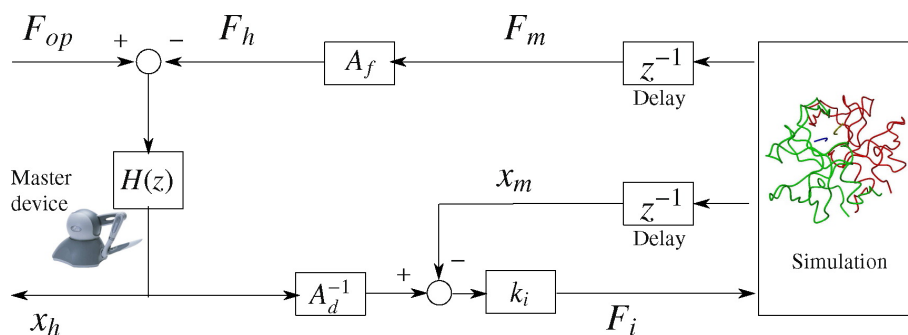 F_op + − F_h A_f F_m z⁻¹
Delay
H(z)
Master
device
x_m z⁻¹
Delay
Simulation
x_h A_d⁻¹ + − k_i F_i